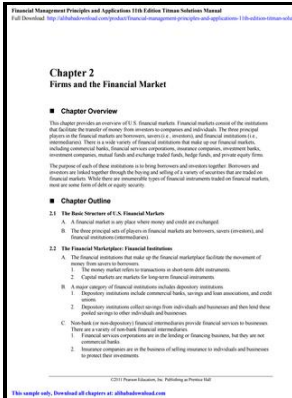 Financial Management Principles and Applications 11th Edition Titman Solutions Manual
Full Download: http://alibabadownload.com/product/financial-management-principles-and-applications-11th-edition-titman-solu
Chapter 2
Firms and the Financial Market
■ Chapter Overview
This chapter provides an overview of U.S. financial markets. Financial markets consist of the institutions
that facilitate the transfer of money from investors to companies and individuals. The three principal
players in the financial markets are borrowers, savers (i.e., investors), and financial institutions (i.e.,
intermediaries). There is a wide variety of financial institutions that make up our financial markets,
including commercial banks, financial services corporations, insurance companies, investment banks,
investment companies, mutual funds and exchange traded funds, hedge funds, and private equity firms.
The purpose of each of these institutions is to bring borrowers and investors together. Borrowers and
investors are linked together through the buying and selling of a variety of securities that are traded on
financial markets. While there are innumerable types of financial instruments traded on financial markets,
most are some form of debt or equity security.
■ Chapter Outline
2.1 The Basic Structure of U.S. Financial Markets
A. A financial market is any place where money and credit are exchanged.
B. The three principal sets of players in financial markets are borrowers, savers (investors), and
financial institutions (intermediaries).
2.2 The Financial Marketplace: Financial Institutions
A. The financial institutions that make up the financial marketplace facilitate the movement of
money from savers to borrowers.
1. The money market refers to transactions in short-term debt instruments.
2. Capital markets are markets for long-term financial instruments.
B. A major category of financial institutions includes depository institutions.
1. Depository institutions include commercial banks, savings and loan associations, and credit
unions.
2. Depository institutions collect savings from individuals and businesses and then lend these
pooled savings to other individuals and businesses.
C. Non-bank (or non-depository) financial intermediaries provide financial services to businesses.
There are a variety of non-bank financial intermediaries.
1. Financial services corporations are in the lending or financing business, but they are not
commercial banks.
2. Insurance companies are in the business of selling insurance to individuals and businesses
to protect their investments.
©2011 Pearson Education, Inc. Publishing as Prentice Hall
This sample only, Download all chapters at: alibabadownload.com